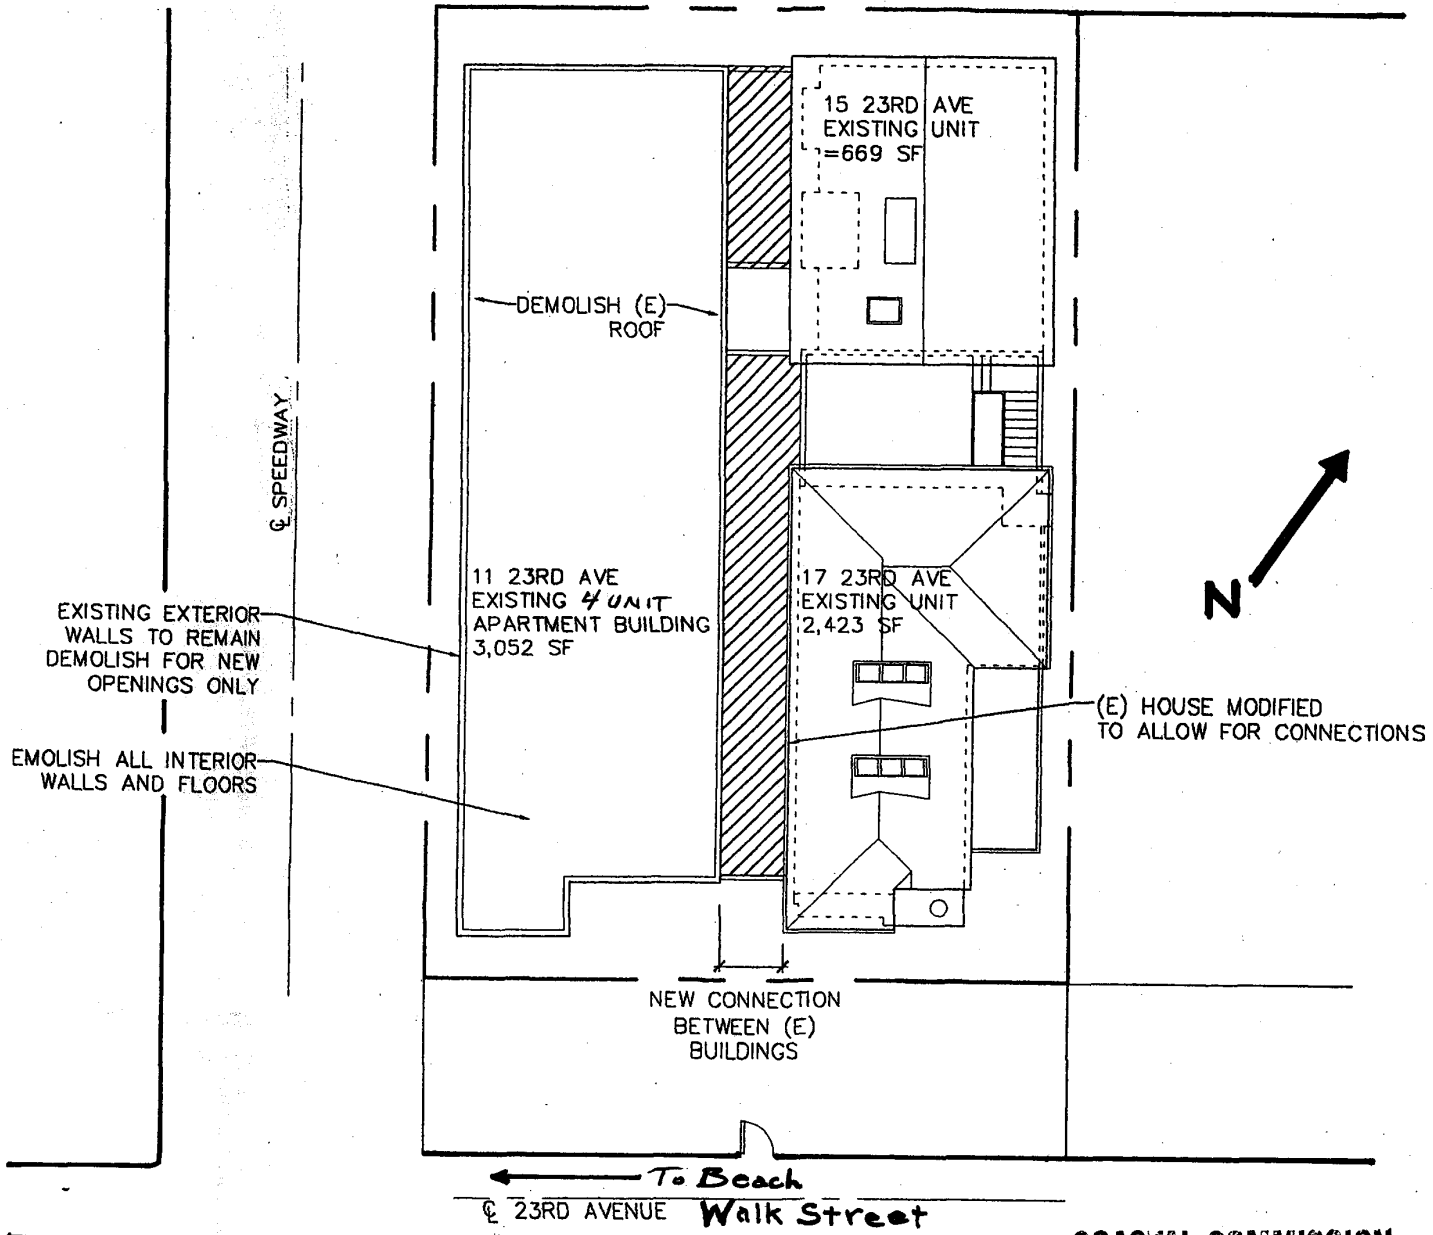 15 23RD AVE
EXISTING UNIT
=669 SF
DEMOLISH (E)
ROOF
℄ SPEEDWAY
11 23RD AVE
EXISTING 4 UNIT
APARTMENT BUILDING
3,052 SF
17 23RD AVE
EXISTING UNIT
2,423 SF
N
EXISTING EXTERIOR
WALLS TO REMAIN
DEMOLISH FOR NEW
OPENINGS ONLY
(E) HOUSE MODIFIED
TO ALLOW FOR CONNECTIONS
EMOLISH ALL INTERIOR
WALLS AND FLOORS
NEW CONNECTION
BETWEEN (E)
BUILDINGS
To Beach
℄ 23RD AVENUE Walk Street
COASTAL COMMISSION